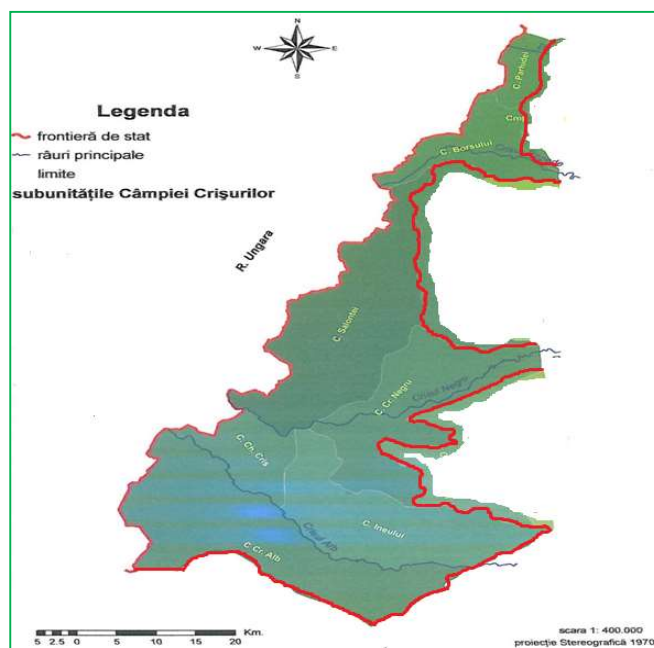 N
W E
S
Legenda
frontieră de stat
râuri principale
limite
subunitățile Câmpiei Crișurilor
R. Ungara
C. Parhidei
C. Borsului
C. Salontei
C. Cr. Negru
Crișul Negru
C. Ch. Criș
C. Ineului
Crișul Alb
C. Cr. Alb
5 2.5 0 5 10 15 20 Km.
scara 1: 400.000
proiecție Stereografică 1970